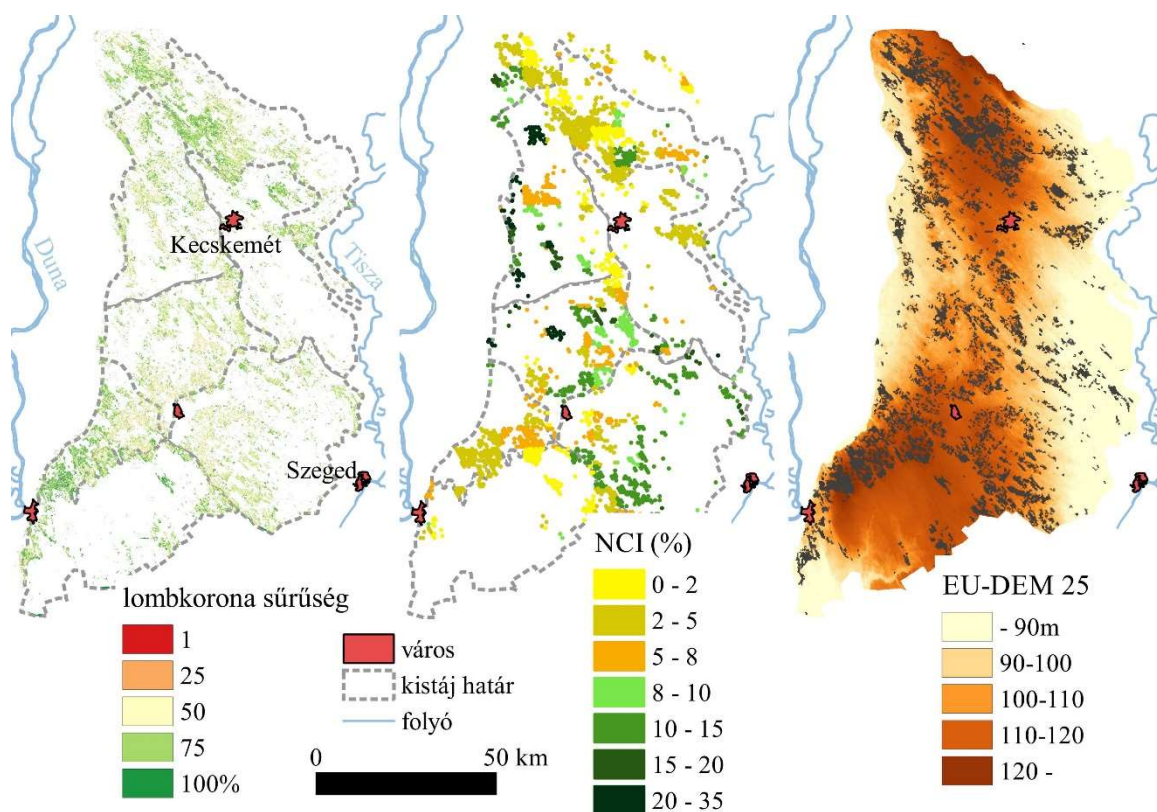 Duna
Kecskemét
Tisza
Szeged
lombkorona sűrűség
1
25
50
75
100%
város
kistáj határ
folyó
0 50 km
NCI (%)
0 - 2
2 - 5
5 - 8
8 - 10
10 - 15
15 - 20
20 - 35
EU-DEM 25
- 90m
90-100
100-110
110-120
120 -